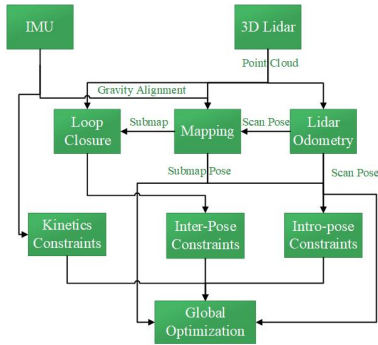 IMU
3D Lidar
Point Cloud
Gravity Alignment
Loop
Closure
Submap
Mapping
Scan Pose
Lidar
Odometry
Submap Pose
Scan Pose
Kinetics
Constraints
Inter-Pose
Constraints
Intro-pose
Constraints
Global
Optimization